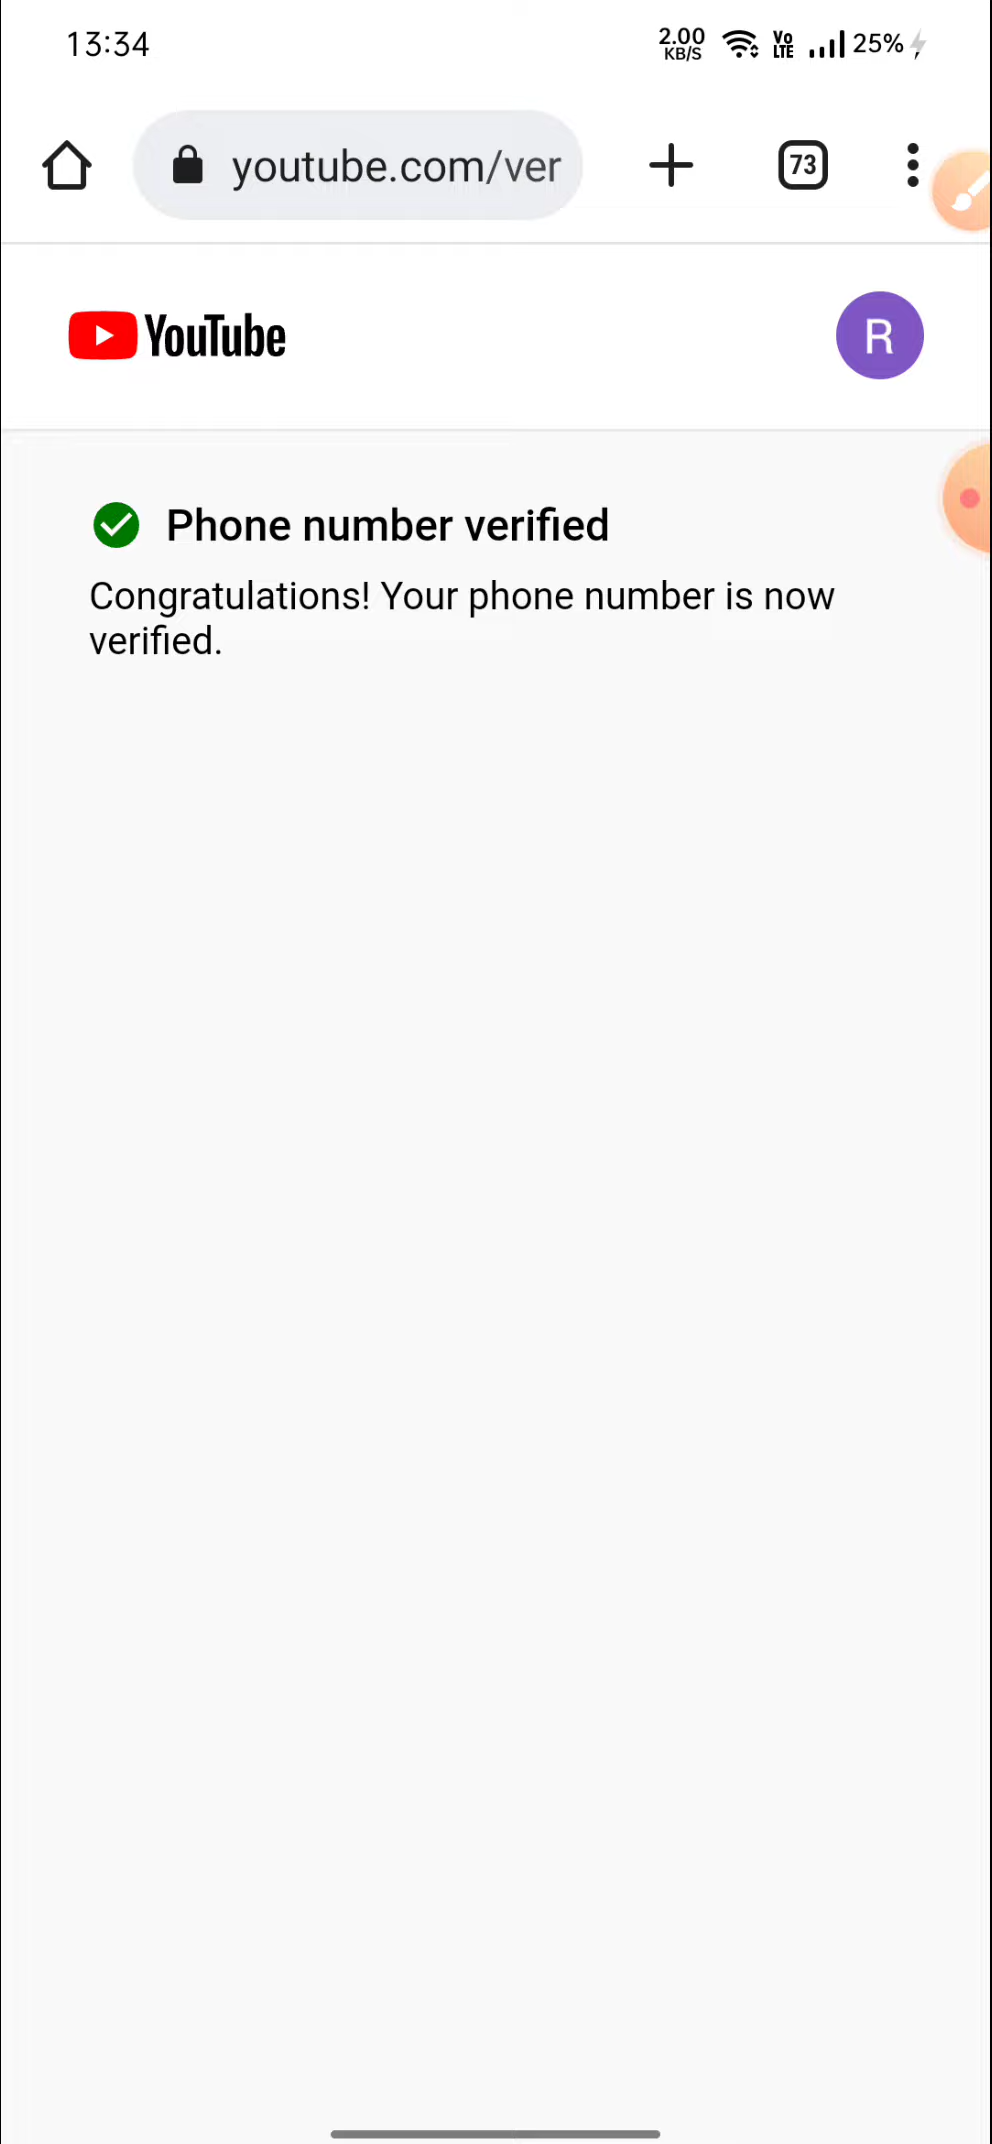 13:34
2.00
KB/S
Vo
LTE
25%
youtube.com/ver
73
YouTube
R
Phone number verified
Congratulations! Your phone number is now
verified.